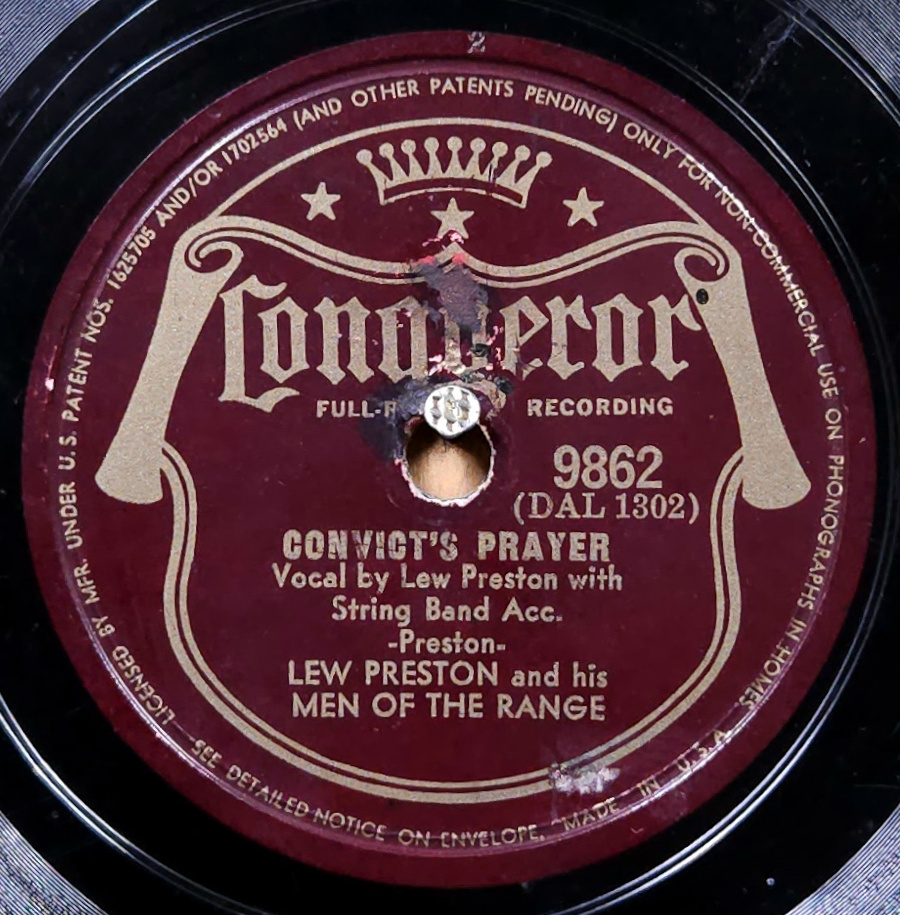 2
LICENSED BY MFR. UNDER U.S. PATENT NOS. 1625705 AND/OR 1702564 (AND OTHER PATENTS PENDING) ONLY FOR NON-COMMERCIAL USE ON PHONOGRAPHS IN HOMES
SEE DETAILED NOTICE ON ENVELOPE. MADE IN U.S.A.
Conqueror
RECORDING
9862
(DAL 1302)
CONVICT'S PRAYER
Vocal by Lew Preston with
String Band Acc.
-Preston-
LEW PRESTON and his
MEN OF THE RANGE